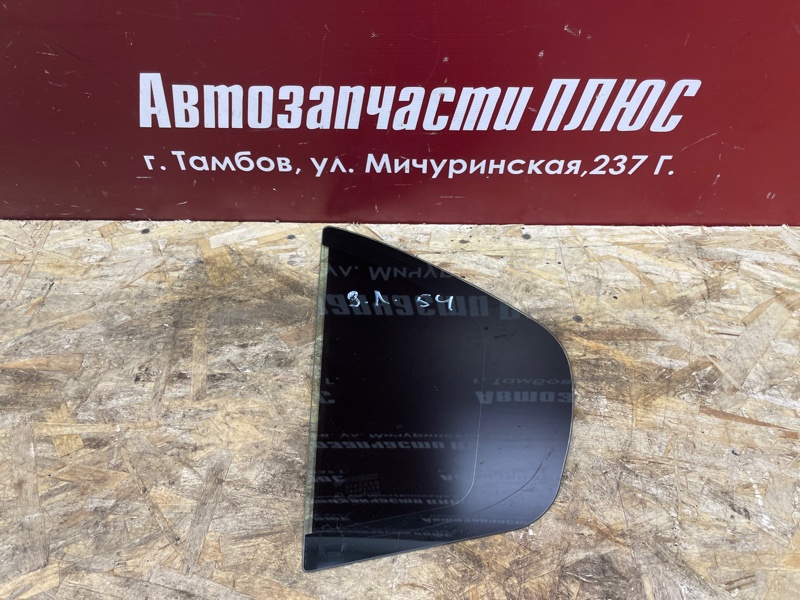 Автозапчасти ПЛЮС
г. Тамбов, ул. Мичуринская,237 Г.
З.Л 54